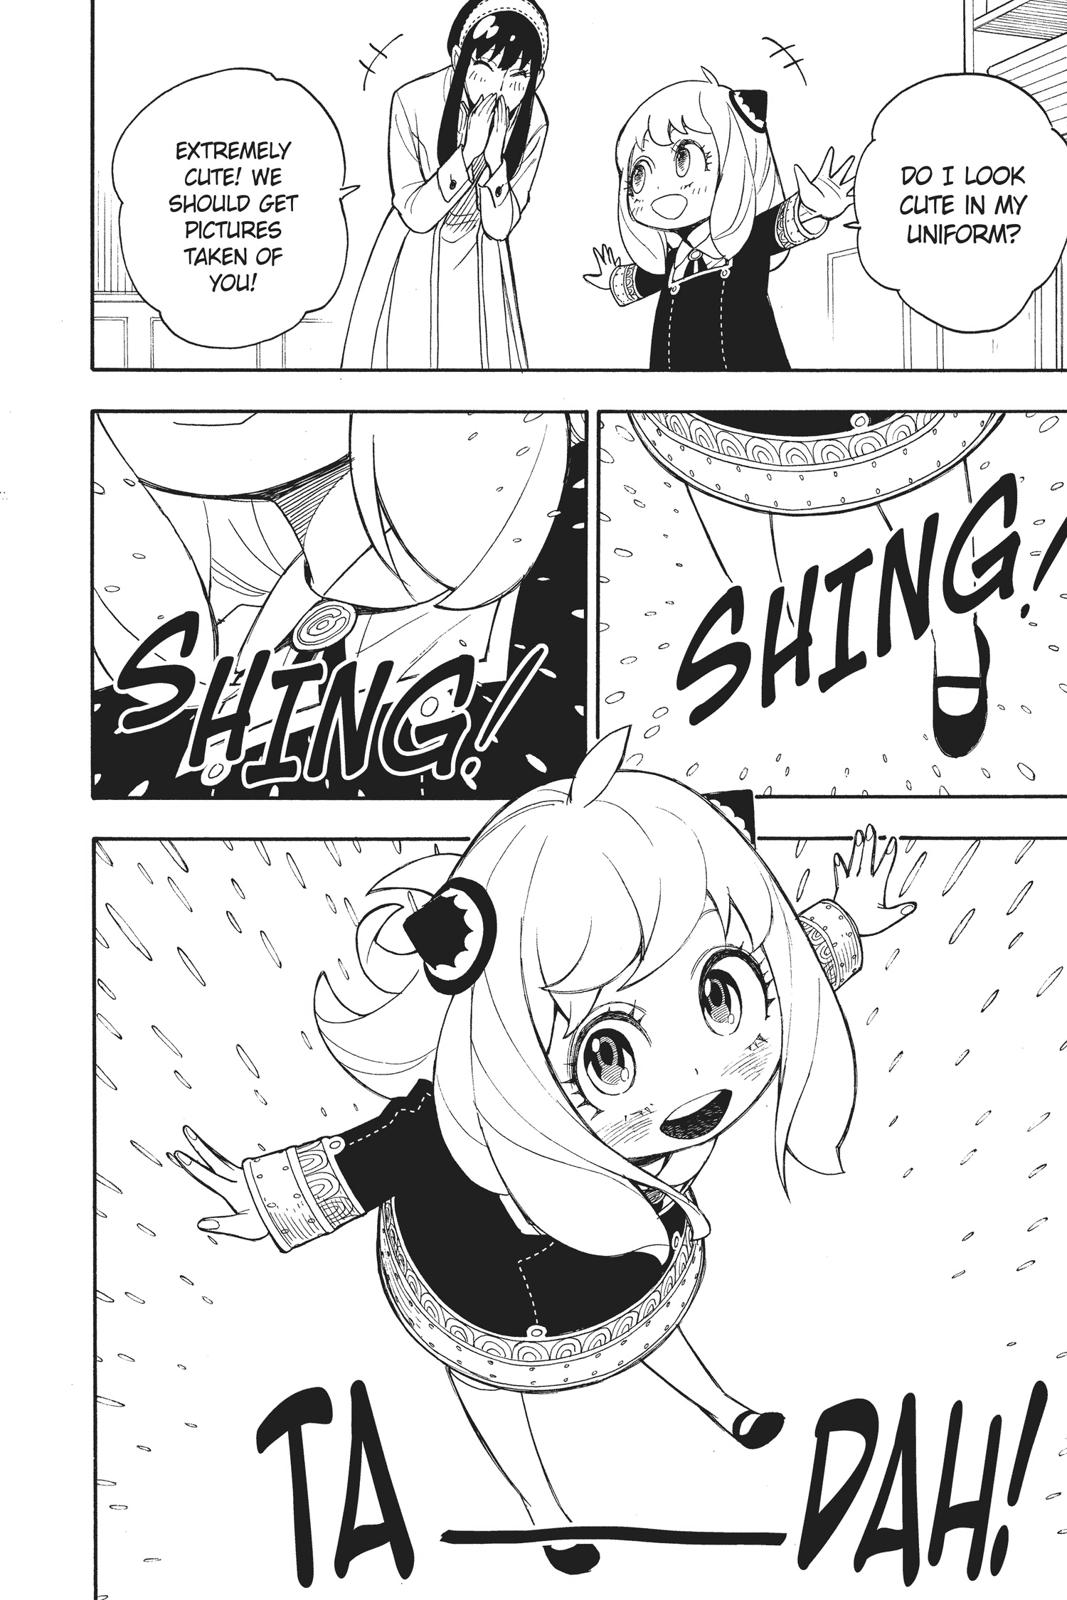 DO I LOOK
CUTE IN MY
UNIFORM?
EXTREMELY
CUTE! WE
SHOULD GET
PICTURES
TAKEN OF
YOU!
SHING!
SHING!
TA DAH!